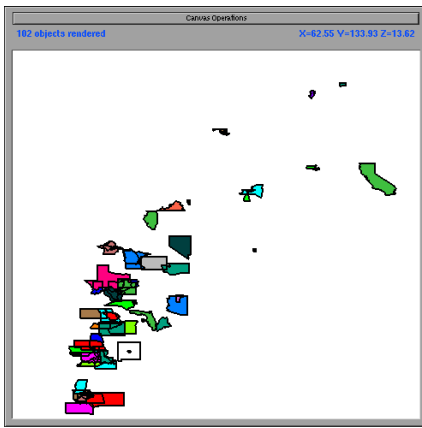 Canvas Operations
102 objects rendered X=62.55 Y=133.93 Z=13.62